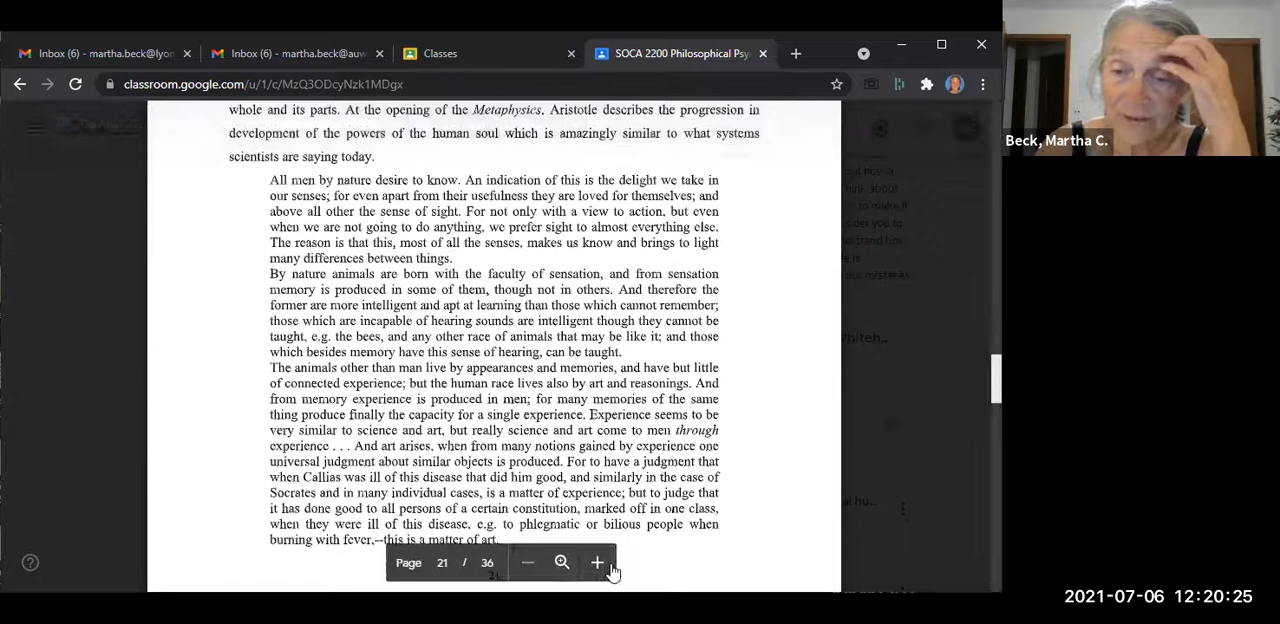 Inbox (6) - martha.beck@lyon
Inbox (6) - martha.beck@auw
Classes
SOCA 2200 Philosophical Psy
classroom.google.com/u/1/c/MzQ3ODcyNzk1MDgx
Beck, Martha C.
whole and its parts. At the opening of the Metaphysics, Aristotle describes the progression in
development of the powers of the human soul which is amazingly similar to what systems
scientists are saying today.
All men by nature desire to know. An indication of this is the delight we take in
our senses; for even apart from their usefulness they are loved for themselves; and
above all other the sense of sight. For not only with a view to action, but even
when we are not going to do anything, we prefer sight to almost everything else.
The reason is that this, most of all the senses, makes us know and brings to light
many differences between things.
By nature animals are born with the faculty of sensation, and from sensation
memory is produced in some of them, though not in others. And therefore the
former are more intelligent and apt at learning than those which cannot remember;
those which are incapable of hearing sounds are intelligent though they cannot be
taught, e.g. the bees, and any other race of animals that may be like it; and those
which besides memory have this sense of hearing, can be taught.
The animals other than man live by appearances and memories, and have but little
of connected experience; but the human race lives also by art and reasonings. And
from memory experience is produced in men; for many memories of the same
thing produce finally the capacity for a single experience. Experience seems to be
very similar to science and art, but really science and art come to men through
experience . . . And art arises, when from many notions gained by experience one
universal judgment about similar objects is produced. For to have a judgment that
when Callias was ill of this disease that did him good, and similarly in the case of
Socrates and in many individual cases, is a matter of experience; but to judge that
it has done good to all persons of a certain constitution, marked off in one class,
when they were ill of this disease, e.g. to phlegmatic or bilious people when
burning with fever,--this is a matter of art.
Page 21 / 36
2021-07-06 12:20:25